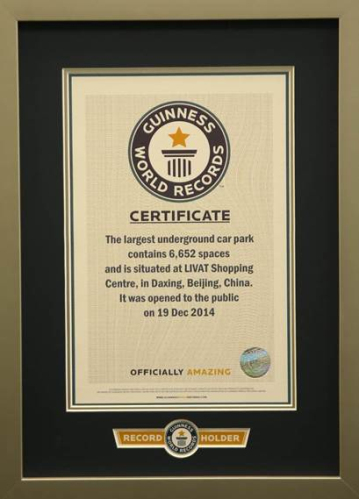 GUINNESS
WORLD RECORDS
CERTIFICATE
The largest underground car park
contains 6,652 spaces
and is situated at LIVAT Shopping
Centre, in Daxing, Beijing, China.
It was opened to the public
on 19 Dec 2014
OFFICIALLY AMAZING
RECORD
GUINNESS
HOLDER